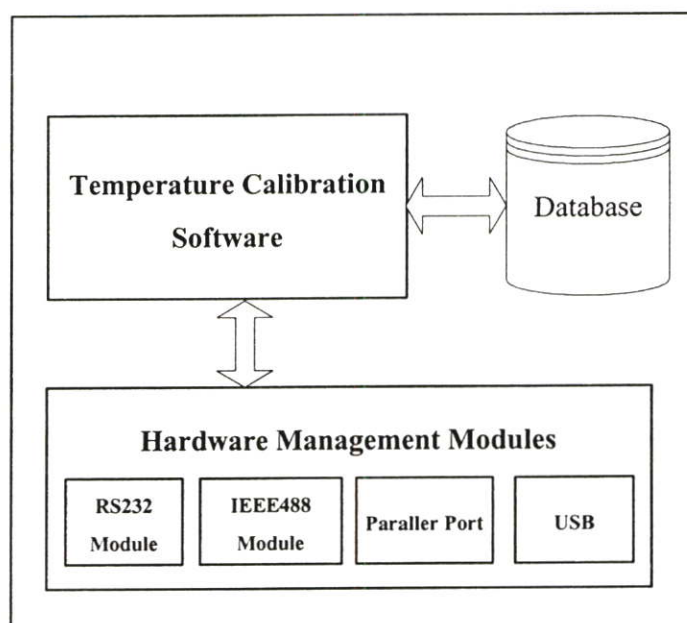 Temperature Calibration
Software
Database
Hardware Management Modules
RS232
Module
IEEE488
Module
Paraller Port
USB